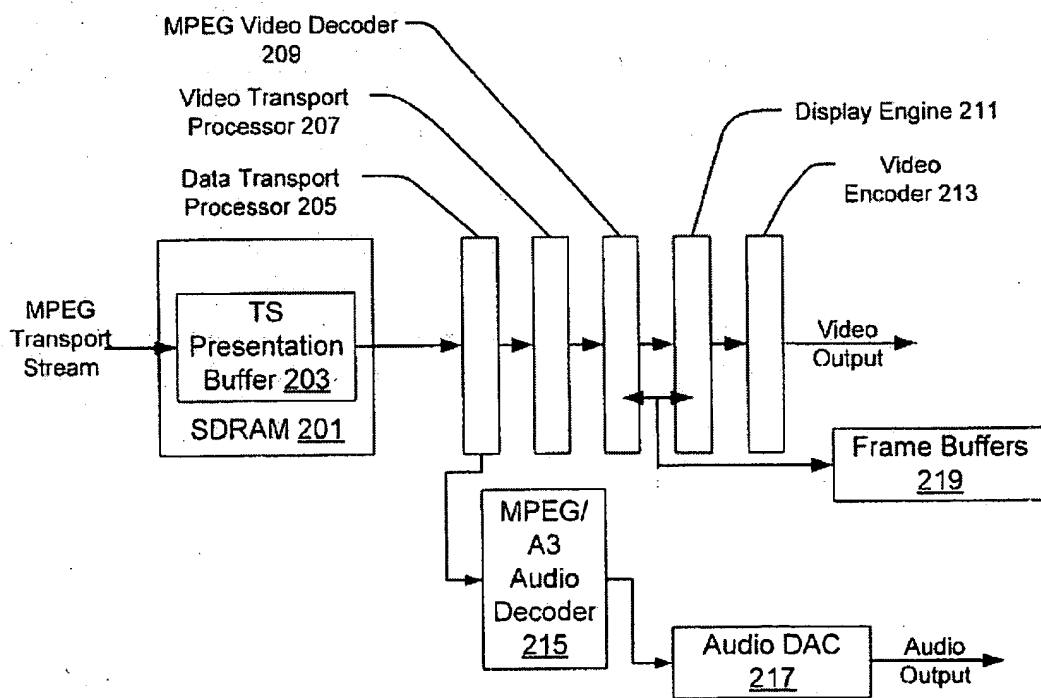 MPEG Video Decoder
209
Video Transport
Processor 207
Data Transport
Processor 205
Display Engine 211
Video
Encoder 213
MPEG
Transport
Stream
TS
Presentation
Buffer 203
SDRAM 201
Video
Output
Frame Buffers
219
MPEG/
A3
Audio
Decoder
215
Audio DAC
217
Audio
Output